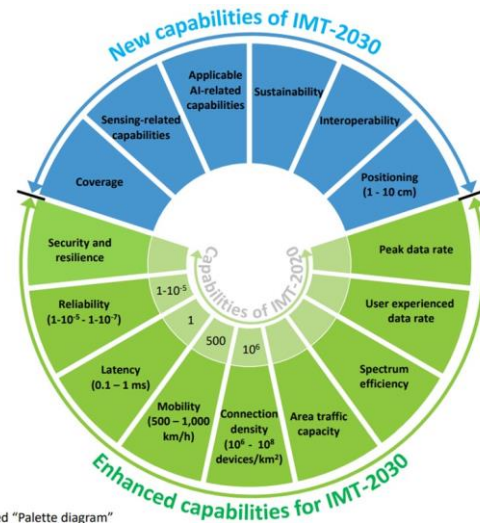 New capabilities of IMT-2030
Coverage
Sensing-related
capabilities
Applicable
AI-related
capabilities
Sustainability
Interoperability
Positioning
(1 - 10 cm)
Security and
resilience
Reliability
(1-10⁻⁵ - 1-10⁻⁷)
Latency
(0.1 – 1 ms)
Mobility
(500 – 1,000
km/h)
Connection
density
(10⁶ - 10⁸
devices/km²)
Area traffic
capacity
Spectrum
efficiency
User experienced
data rate
Peak data rate
Capabilities of IMT-2020
1-10⁻⁵
1
500
10⁶
Enhanced capabilities for IMT-2030
ed “Palette diagram”